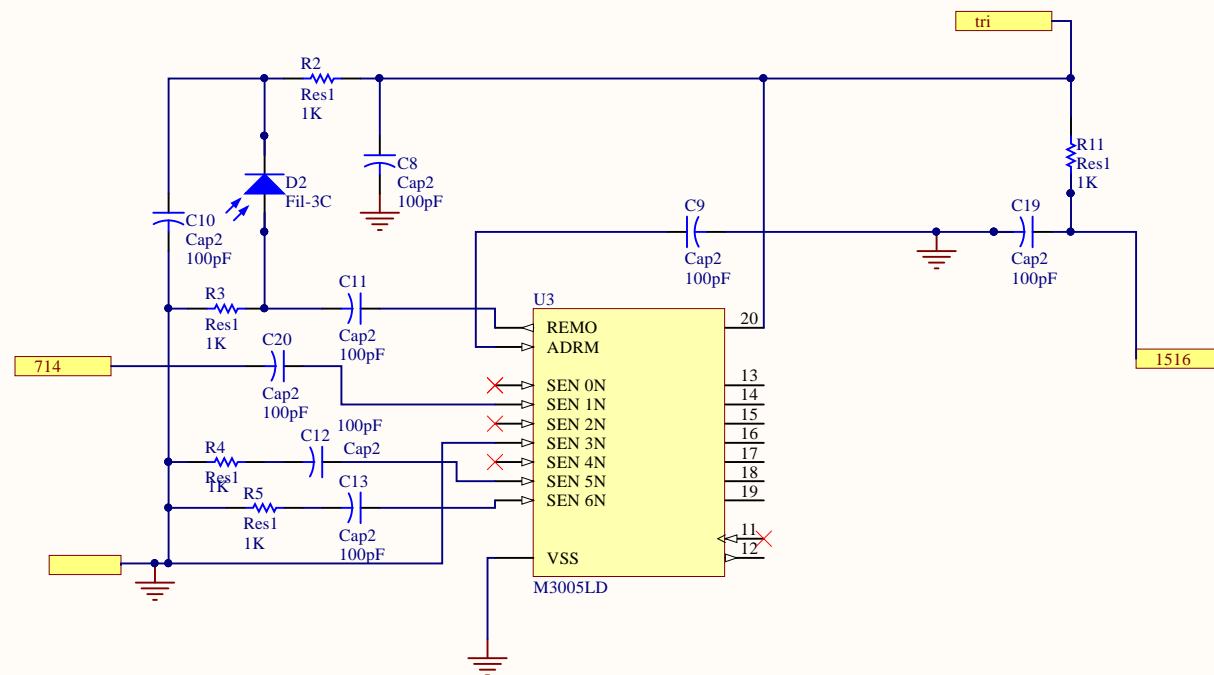 tri
R2
Res1
1K
R11
Res1
1K
C8
Cap2
100pF
D2
Fil-3C
C10
Cap2
100pF
C9
Cap2
100pF
C19
Cap2
100pF
R3
Res1
1K
C11
Cap2
100pF
U3
REMO
ADRM
SEN 0N
SEN 1N
SEN 2N
SEN 3N
SEN 4N
SEN 5N
SEN 6N
VSS
20
13
14
15
16
17
18
19
11
12
M3005LD
714
C20
Cap2
100pF
1516
100pF
C12
Cap2
R4
Res1
1K
R5
Res1
1K
C13
Cap2
100pF